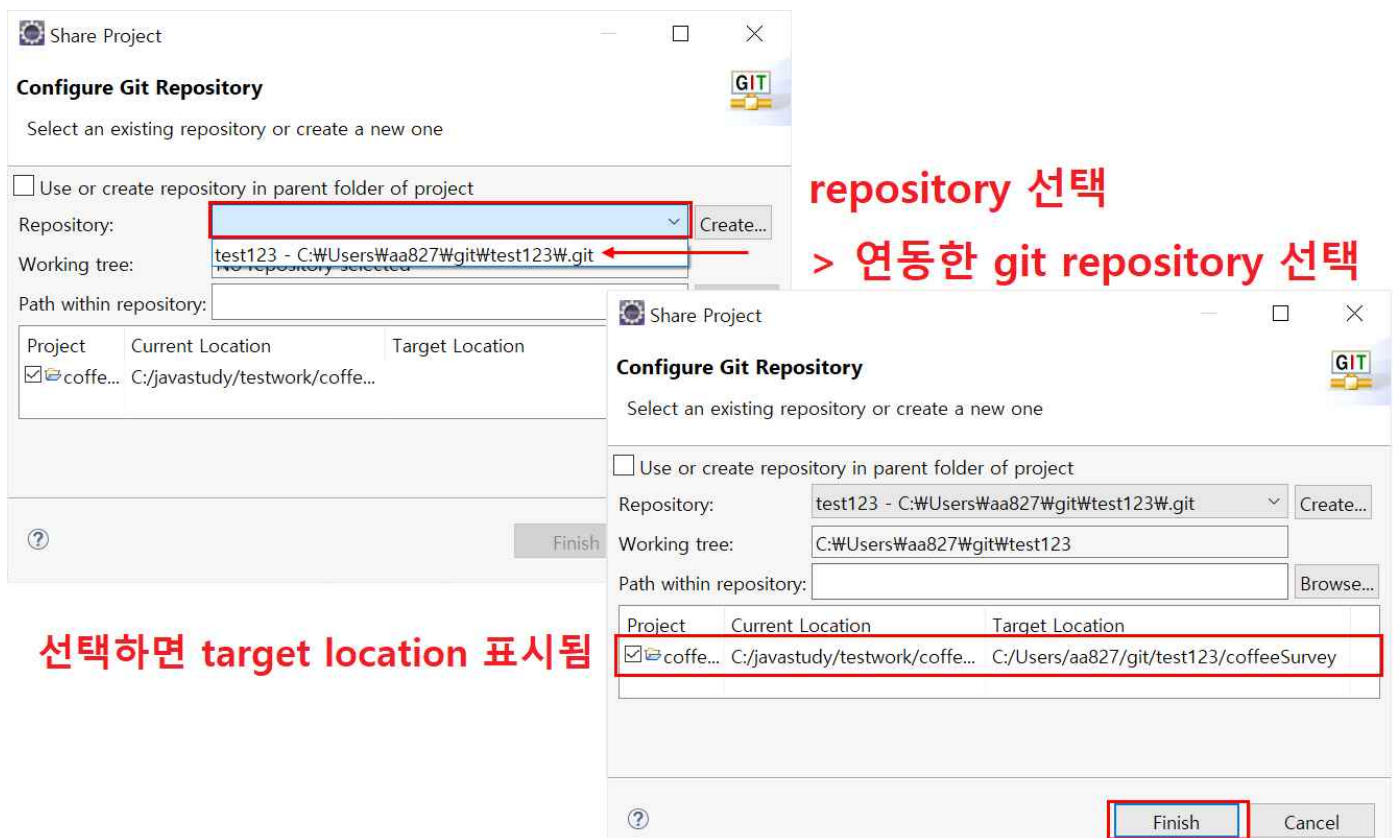 Share Project
Configure Git Repository
GIT
Select an existing repository or create a new one
Use or create repository in parent folder of project
Repository:
Create...
test123 - C:₩Users₩aa827₩git₩test123₩.git
Working tree:
No repository selected
Path within repository:
Project Current Location Target Location
coffe... C:/javastudy/testwork/coffe...
Finish
repository 선택
> 연동한 git repository 선택
Share Project
Configure Git Repository
GIT
Select an existing repository or create a new one
Use or create repository in parent folder of project
Repository: test123 - C:₩Users₩aa827₩git₩test123₩.git Create...
Working tree: C:₩Users₩aa827₩git₩test123
Path within repository: Browse...
Project Current Location Target Location
coffe... C:/javastudy/testwork/coffe... C:/Users/aa827/git/test123/coffeeSurvey
Finish Cancel
선택하면 target location 표시됨